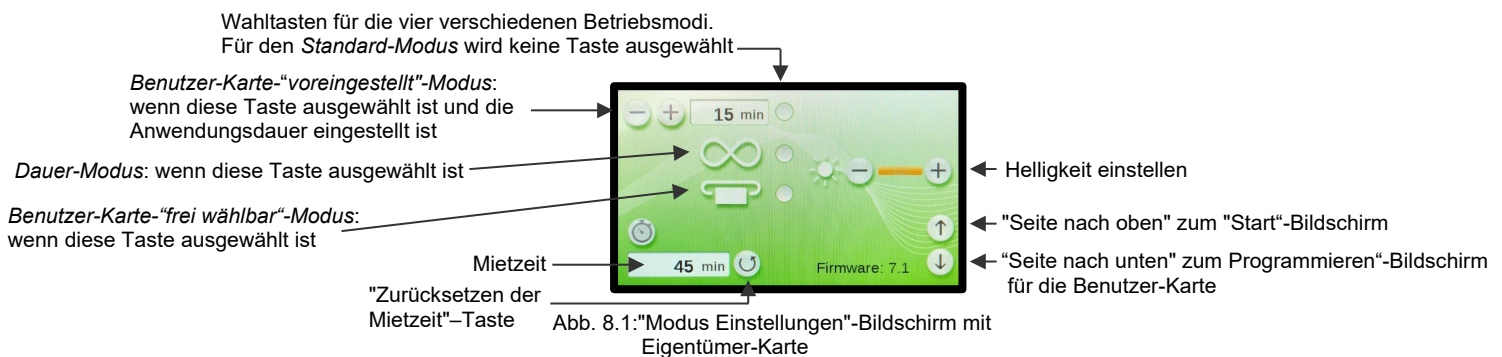 Wahltasten für die vier verschiedenen Betriebsmodi.
Für den Standard-Modus wird keine Taste ausgewählt
Benutzer-Karte-“voreingestellt"-Modus:
wenn diese Taste ausgewählt ist und die
Anwendungsdauer eingestellt ist
Dauer-Modus: wenn diese Taste ausgewählt ist
Benutzer-Karte-“frei wählbar“-Modus:
wenn diese Taste ausgewählt ist
Mietzeit
"Zurücksetzen der
Mietzeit"–Taste
15 min
45 min
Firmware: 7.1
Helligkeit einstellen
"Seite nach oben" zum "Start“-Bildschirm
“Seite nach unten" zum Programmieren“-Bildschirm
für die Benutzer-Karte
Abb. 8.1:"Modus Einstellungen"-Bildschirm mit
Eigentümer-Karte